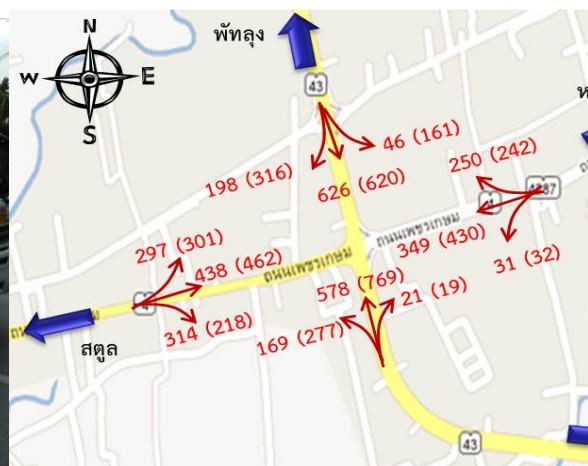 N
W E
S
พัทลุง
43
46 (161)
250 (242)
198 (316)
626 (620)
ถนนเพชรเกษม
349 (430)
31 (32)
297 (301)
438 (462)
ถนนเพชรเกษม
578 (769)
21 (19)
4
314 (218)
169 (277)
สตูล
43